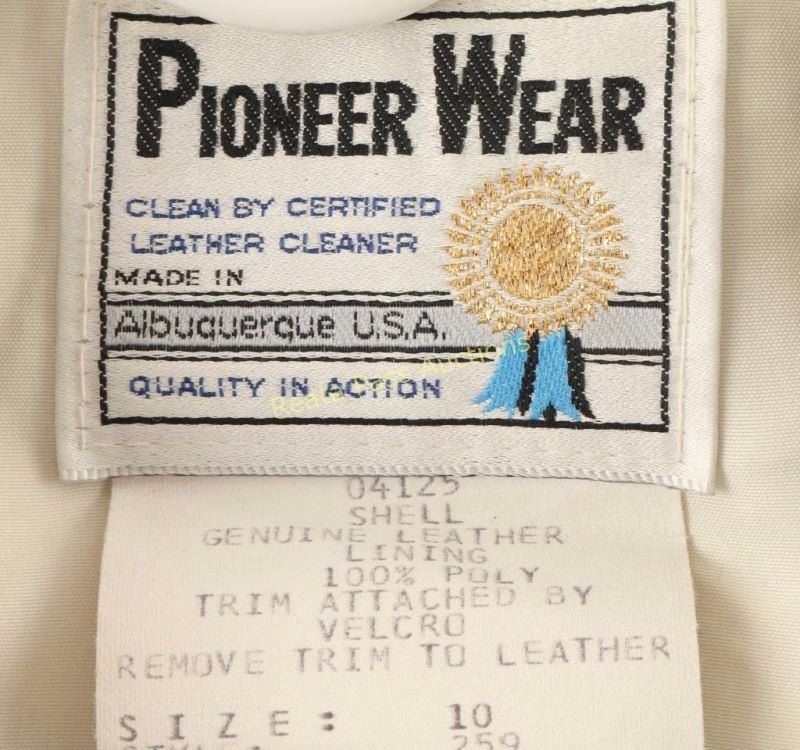 PIONEER WEAR
CLEAN BY CERTIFIED
LEATHER CLEANER
MADE IN
Albuquerque U.S.A.
QUALITY IN ACTION
04125
SHELL
GENUINE LEATHER
LINING
100% POLY
TRIM ATTACHED BY
VELCRO
REMOVE TRIM TO LEATHER
SIZE: 10
259